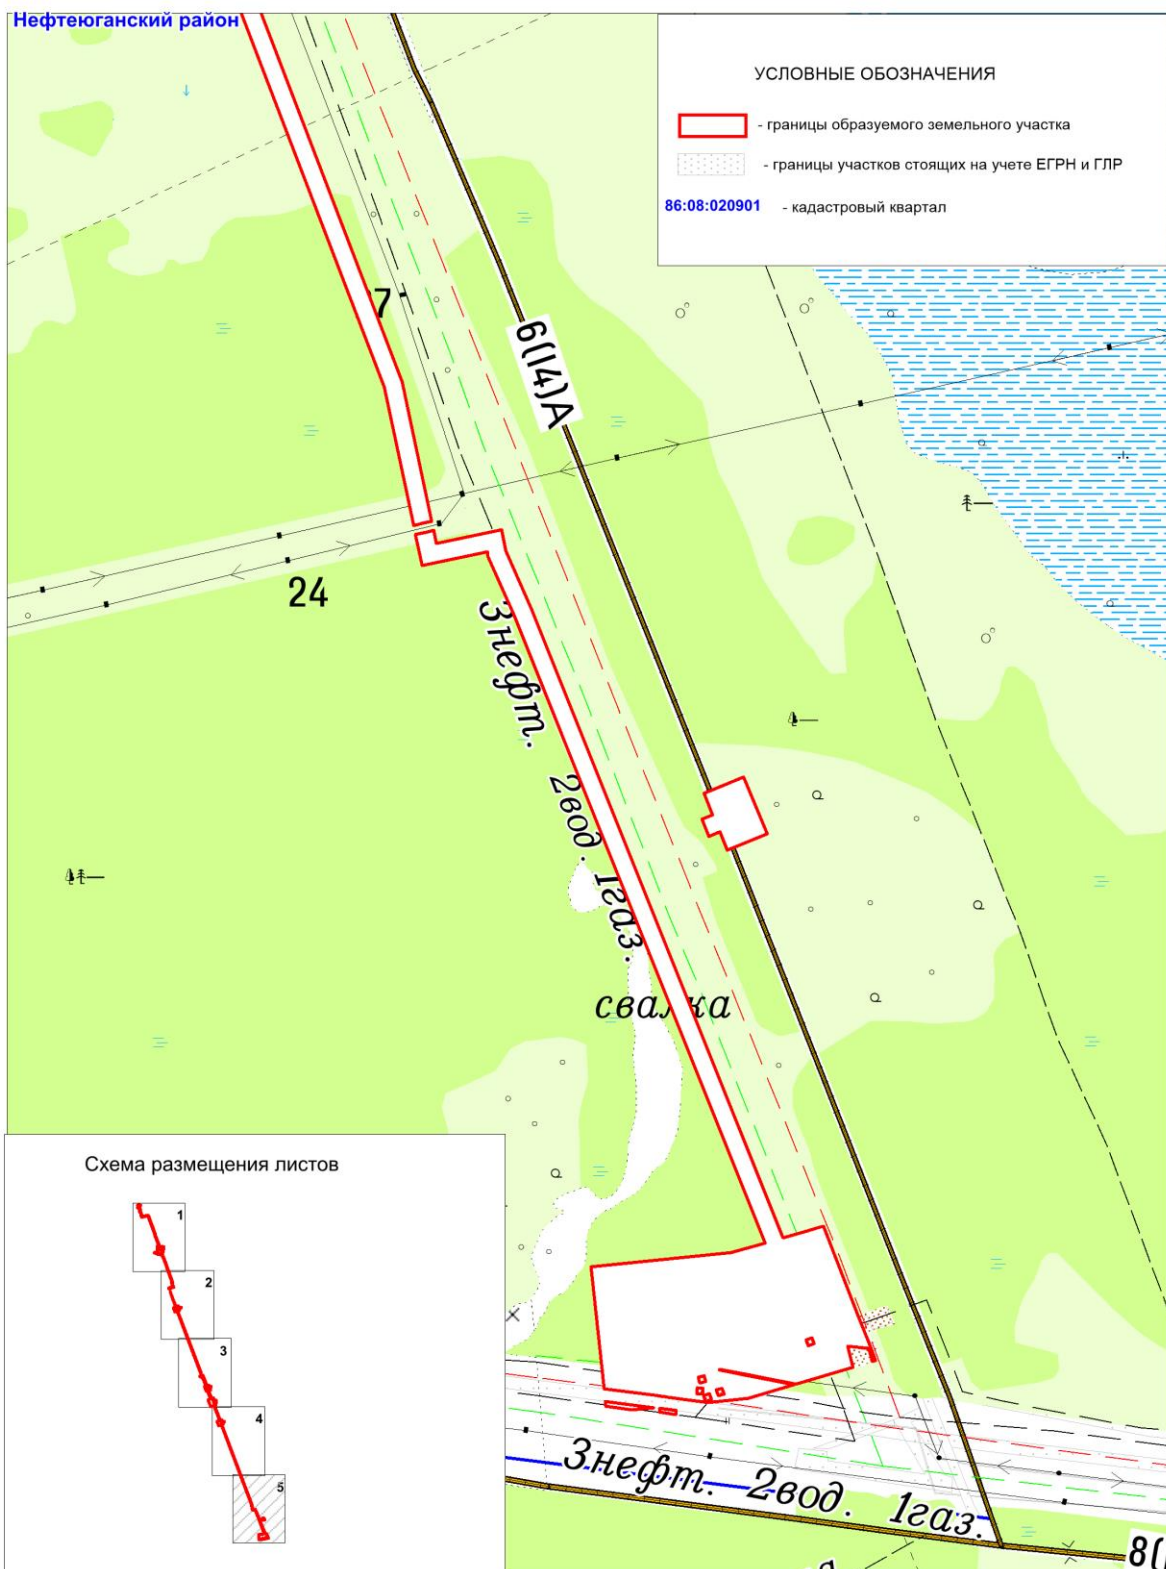 Нефтеюганский район
УСЛОВНЫЕ ОБОЗНАЧЕНИЯ
- границы образуемого земельного участка
- границы участков стоящих на учете ЕГРН и ГЛР
86:08:020901 - кадастровый квартал
7
6(14)А
24
3нефт. 2вод. 1газ.
свалка
Схема размещения листов
1
2
3
4
5
3нефт. 2вод. 1газ.
8(